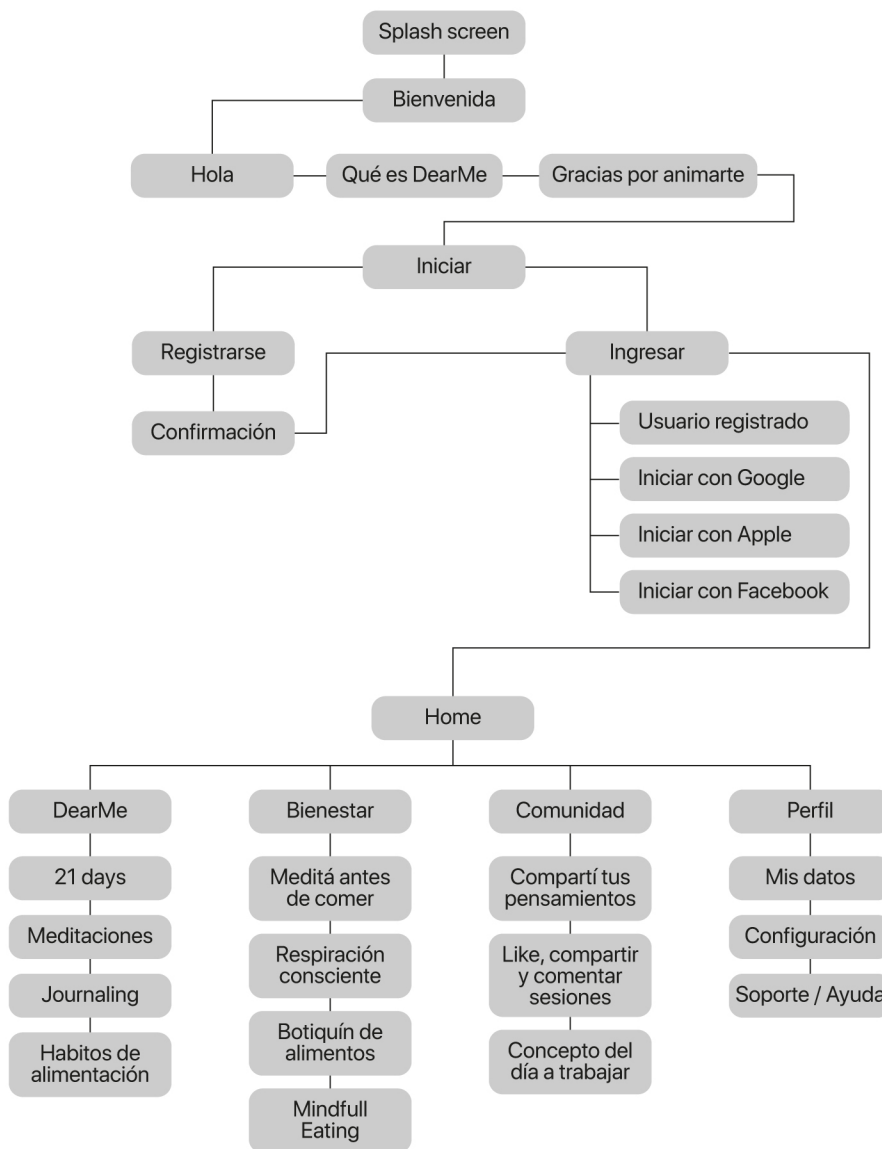 Splash screen
Bienvenida
Hola
Qué es DearMe
Gracias por animarte
Iniciar
Registrarse
Ingresar
Confirmación
Usuario registrado
Iniciar con Google
Iniciar con Apple
Iniciar con Facebook
Home
DearMe
21 days
Meditaciones
Journaling
Habitos de
alimentación
Bienestar
Meditá antes
de comer
Respiración
consciente
Botiquín de
alimentos
Mindfull
Eating
Comunidad
Compartí tus
pensamientos
Like, compartir
y comentar
sesiones
Concepto del
día a trabajar
Perfil
Mis datos
Configuración
Soporte / Ayuda